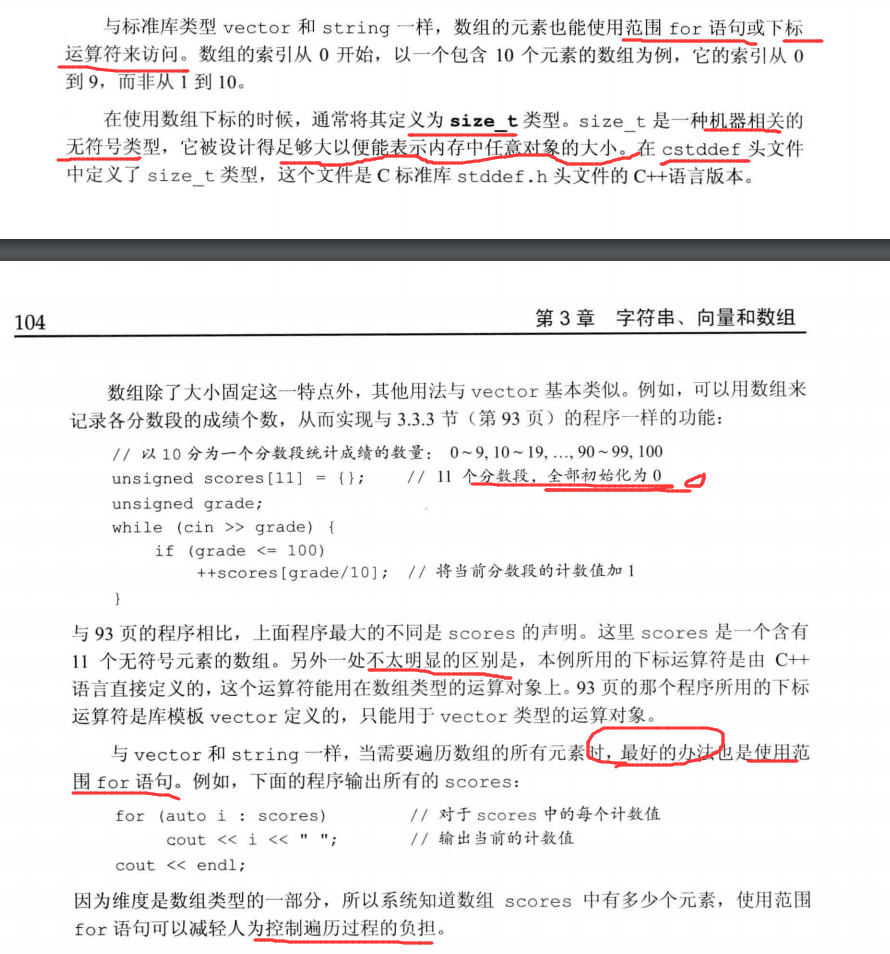 与标准库类型 vector 和 string 一样，数组的元素也能使用范围 for 语句或下标
运算符来访问。数组的索引从 0 开始，以一个包含 10 个元素的数组为例，它的索引从 0
到 9，而非从 1 到 10。
在使用数组下标的时候，通常将其定义为 size_t 类型。size_t 是一种机器相关的
无符号类型，它被设计得足够大以便能表示内存中任意对象的大小。在 cstddef 头文件
中定义了 size_t 类型，这个文件是 C 标准库 stddef.h 头文件的 C++语言版本。
104
第 3 章 字符串、向量和数组
数组除了大小固定这一特点外，其他用法与 vector 基本类似。例如，可以用数组来
记录各分数段的成绩个数，从而实现与 3.3.3 节（第 93 页）的程序一样的功能：
// 以 10 分为一个分数段统计成绩的数量： 0~9, 10~19, …, 90~99, 100
unsigned scores[11] = {}; // 11 个分数段，全部初始化为 0
unsigned grade;
while (cin >> grade) {
if (grade <= 100)
++scores[grade/10]; // 将当前分数段的计数值加 1
}
与 93 页的程序相比，上面程序最大的不同是 scores 的声明。这里 scores 是一个含有
11 个无符号元素的数组。另外一处不太明显的区别是，本例所用的下标运算符是由 C++
语言直接定义的，这个运算符能用在数组类型的运算对象上。93 页的那个程序所用的下标
运算符是库模板 vector 定义的，只能用于 vector 类型的运算对象。
与 vector 和 string 一样，当需要遍历数组的所有元素时，最好的办法也是使用范
围 for 语句。例如，下面的程序输出所有的 scores：
for (auto i : scores) // 对于 scores 中的每个计数值
cout << i << " "; // 输出当前的计数值
cout << endl;
因为维度是数组类型的一部分，所以系统知道数组 scores 中有多少个元素，使用范围
for 语句可以减轻人为控制遍历过程的负担。